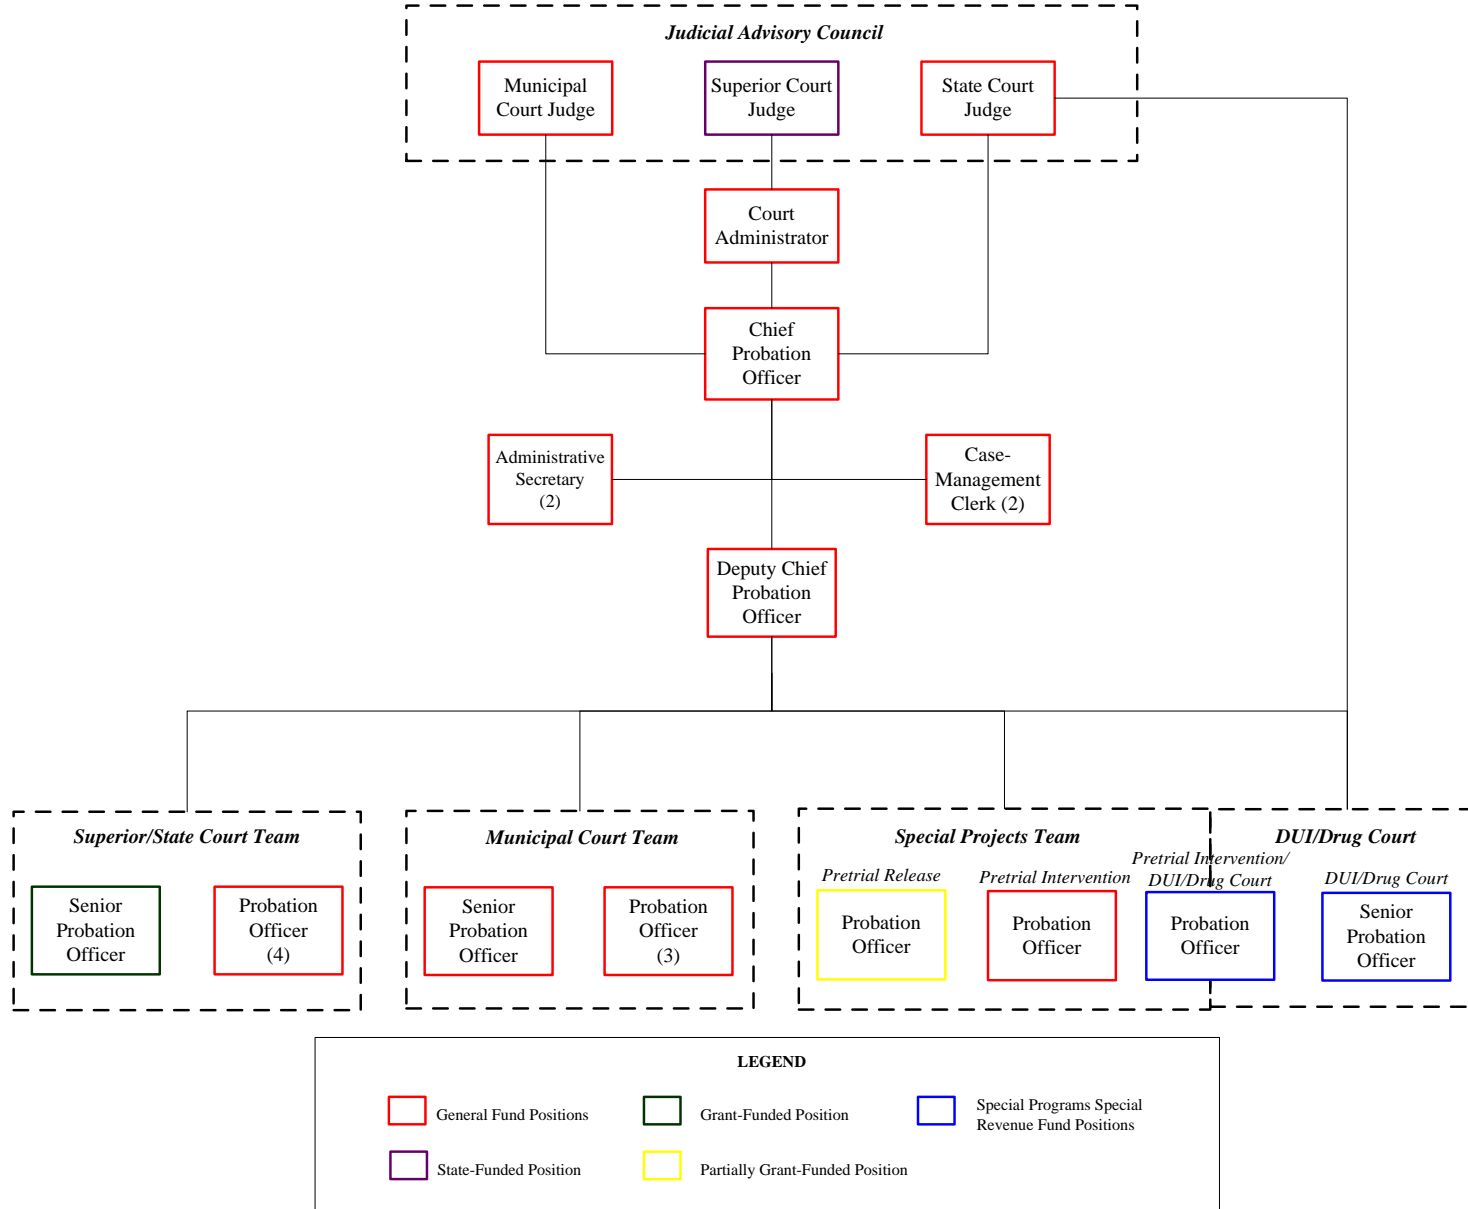 Judicial Advisory Council
Municipal
Court Judge
Superior Court
Judge
State Court
Judge
Court
Administrator
Chief
Probation
Officer
Administrative
Secretary
(2)
Case-
Management
Clerk (2)
Deputy Chief
Probation
Officer
Superior/State Court Team
Senior
Probation
Officer
Probation
Officer
(4)
Municipal Court Team
Senior
Probation
Officer
Probation
Officer
(3)
Special Projects Team
Pretrial Release
Probation
Officer
Pretrial Intervention
Probation
Officer
Pretrial Intervention/
DUI/Drug Court
Probation
Officer
DUI/Drug Court
DUI/Drug Court
Senior
Probation
Officer
LEGEND
General Fund Positions
Grant-Funded Position
Special Programs Special
Revenue Fund Positions
State-Funded Position
Partially Grant-Funded Position